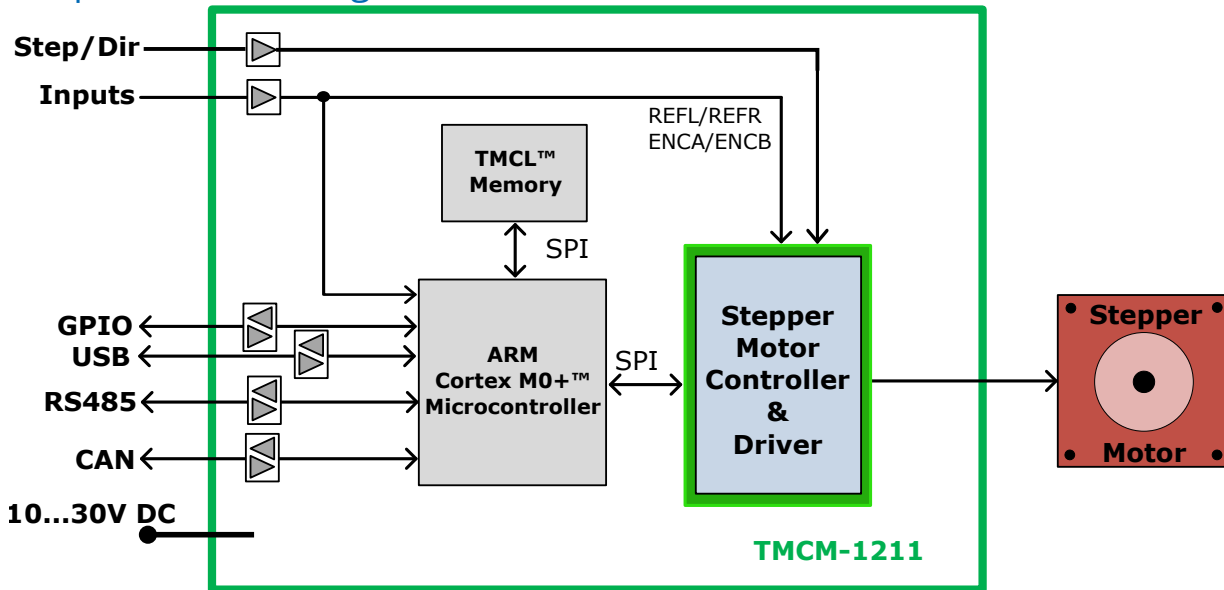 Step/Dir
Inputs
REFL/REFR
ENCA/ENCB
TMCL™
Memory
SPI
GPIO
USB
RS485
CAN
10...30V DC
ARM
Cortex M0+™
Microcontroller
SPI
Stepper
Motor
Controller
&
Driver
Stepper
Motor
TMCM-1211